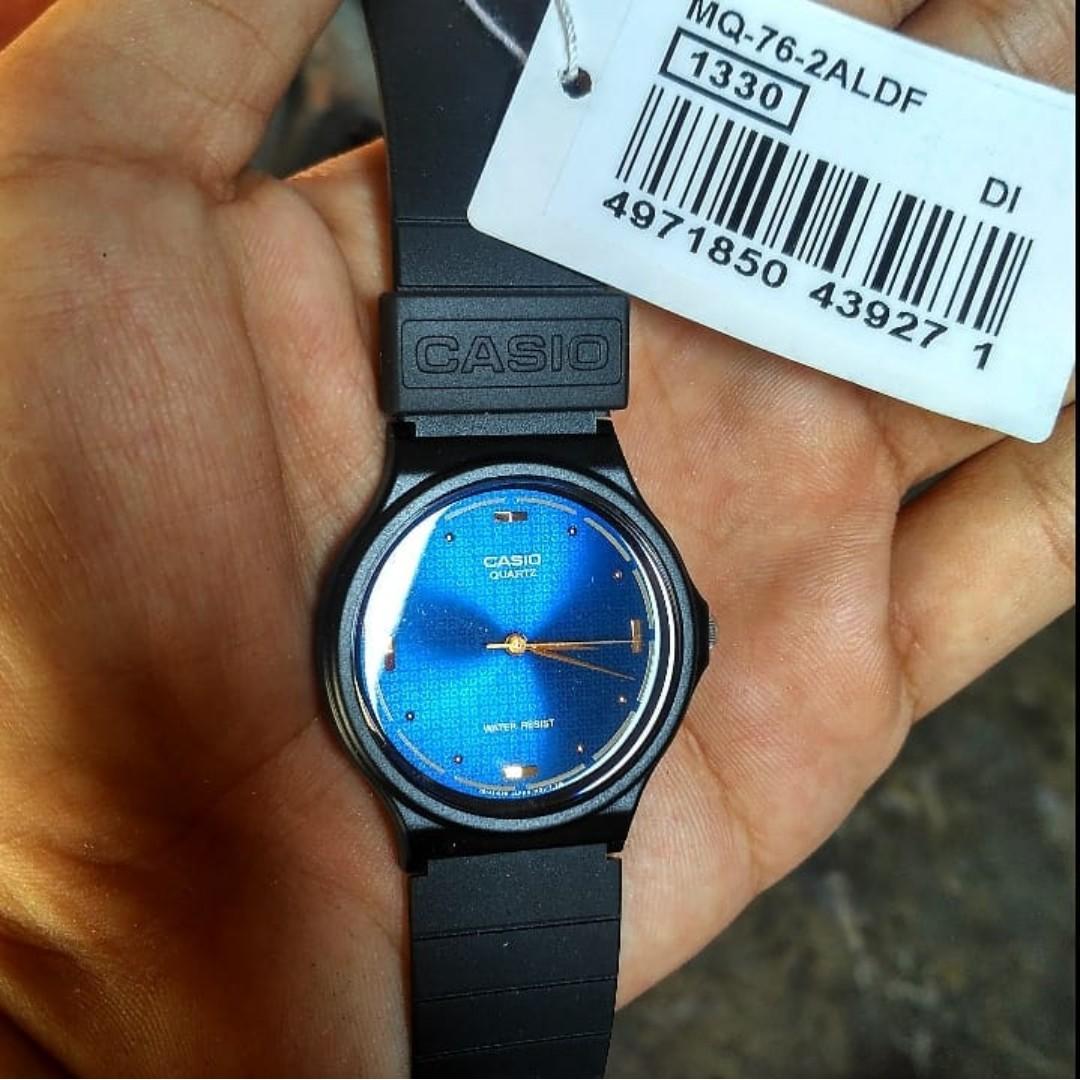 MQ-76-2ALDF
1330
DI
4971850 43927 1
CASIO
CASIO
QUARTZ
WATER RESIST